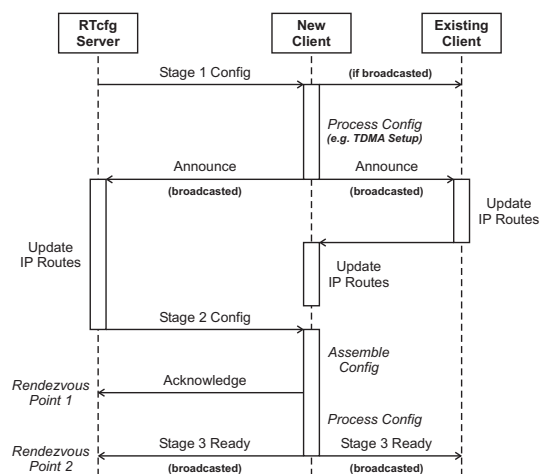 RTcfg
Server
New
Client
Existing
Client
Stage 1 Config
(if broadcasted)
Process Config
(e.g. TDMA Setup)
Announce
Announce
(broadcasted)
(broadcasted)
Update
IP Routes
Update
IP Routes
Update
IP Routes
Stage 2 Config
Assemble
Config
Acknowledge
Rendezvous
Point 1
Process Config
Stage 3 Ready
Stage 3 Ready
Rendezvous
Point 2
(broadcasted)
(broadcasted)